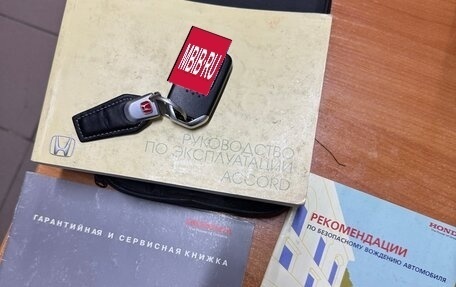 MBIB.RU
РУКОВОДСТВО
ПО ЭКСПЛУАТАЦИИ
ACCORD
ГАРАНТИЙНАЯ И СЕРВИСНАЯ КНИЖКА
HONDA
РЕКОМЕНДАЦИИ
ПО БЕЗОПАСНОМУ ВОЖДЕНИЮ АВТОМОБИЛЯ